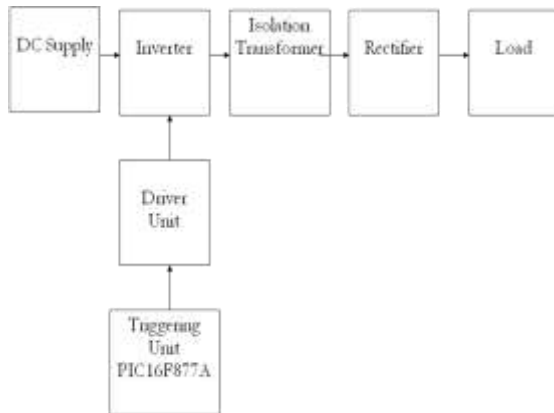 DC Supply
Inverter
Isolation
Transformer
Rectifier
Load
Driver
Unit
Triggering
Unit
PIC16F877A